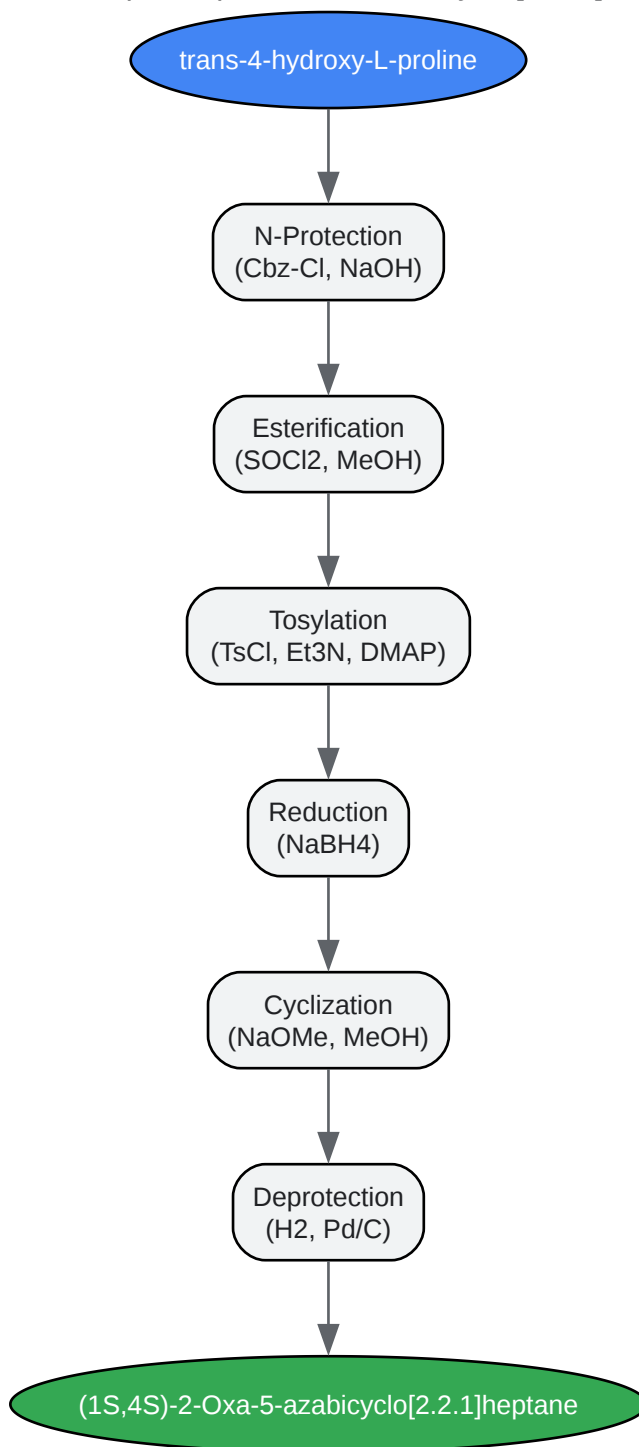 trans-4-hydroxy-L-proline
N-Protection
(Cbz-Cl, NaOH)
Esterification
(SOCl2, MeOH)
Tosylation
(TsCl, Et3N, DMAP)
Reduction
(NaBH4)
Cyclization
(NaOMe, MeOH)
Deprotection
(H2, Pd/C)
(1S,4S)-2-Oxa-5-azabicyclo[2.2.1]heptane